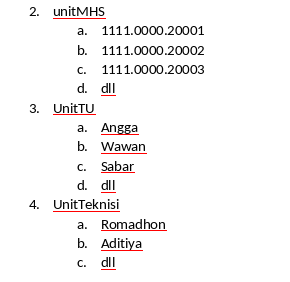 2. unitMHS
a. 1111.0000.20001
b. 1111.0000.20002
c. 1111.0000.20003
d. dll
3. UnitTU
a. Angga
b. Wawan
c. Sabar
d. dll
4. UnitTeknisi
a. Romadhon
b. Aditiya
c. dll